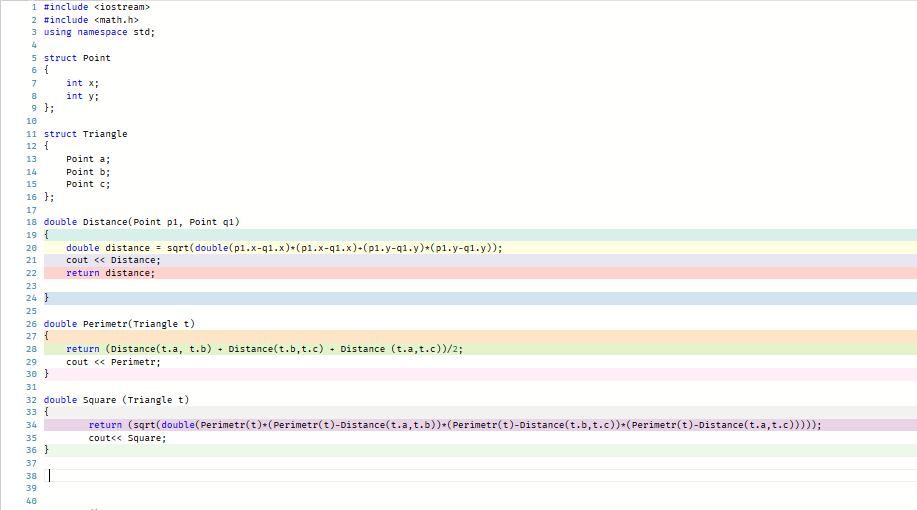 1 #include <iostream>
2 #include <math.h>
3 using namespace std;
4
5 struct Point
6 {
7     int x;
8     int y;
9 };
10
11 struct Triangle
12 {
13     Point a;
14     Point b;
15     Point c;
16 };
17
18 double Distance(Point p1, Point q1)
19 {
20     double distance = sqrt(double(p1.x-q1.x)*(p1.x-q1.x)+(p1.y-q1.y)*(p1.y-q1.y));
21     cout << Distance;
22     return distance;
23
24 }
25
26 double Perimetr(Triangle t)
27 {
28     return (Distance(t.a, t.b) + Distance(t.b,t.c) + Distance (t.a,t.c))/2;
29     cout << Perimetr;
30 }
31
32 double Square (Triangle t)
33 {
34         return (sqrt(double(Perimetr(t)*(Perimetr(t)-Distance(t.a,t.b))*(Perimetr(t)-Distance(t.b,t.c))*(Perimetr(t)-Distance(t.a,t.c)))));
35         cout<< Square;
36 }
37
38
39
40